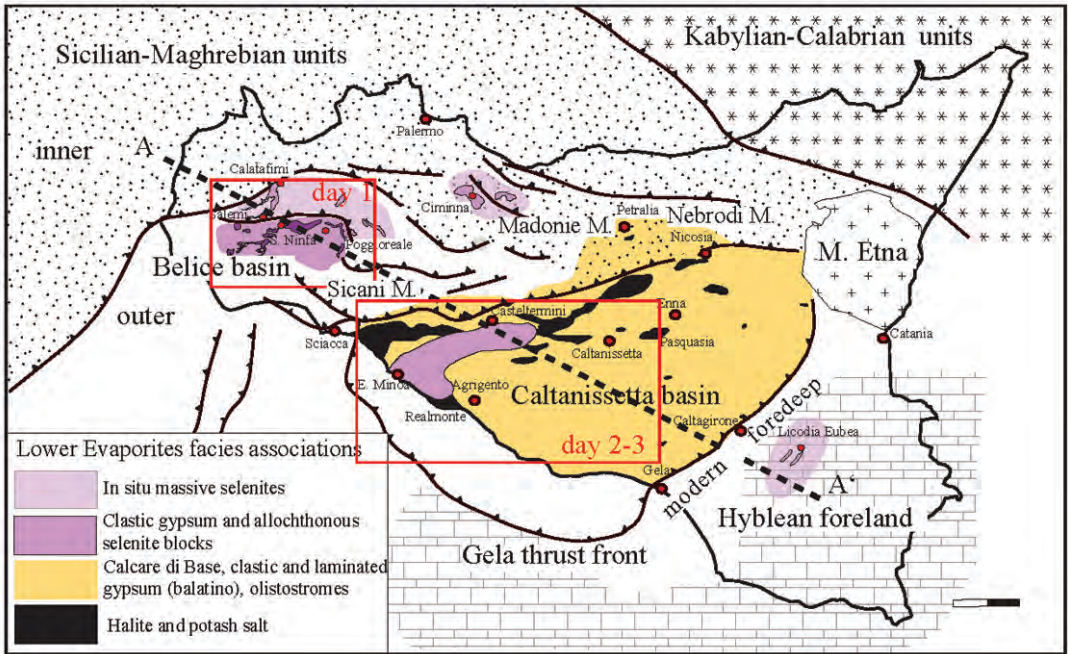 Sicilian-Maghrebian units
Kabylian-Calabrian units
inner
A
Palermo
Calatafimi
day 1
Ciminna
Salemi
S. Ninfa
Poggioreale
Petralia
Nebrodi M.
Madonie M.
Nicosia
Belice basin
M. Etna
Sicani M.
outer
Casteltermini
Enna
Sciacca
Catania
Caltanissetta
Pasquasia
E. Minoa
Agrigento
Caltanissetta basin
Realmonte
Caltagirone
foredeep
day 2-3
Licodia Eubea
Gela
modern
A'
Hyblean foreland
Gela thrust front
Lower Evaporites facies associations
In situ massive selenites
Clastic gypsum and allochthonous
selenite blocks
Calcare di Base, clastic and laminated
gypsum (balatino), olistostromes
Halite and potash salt